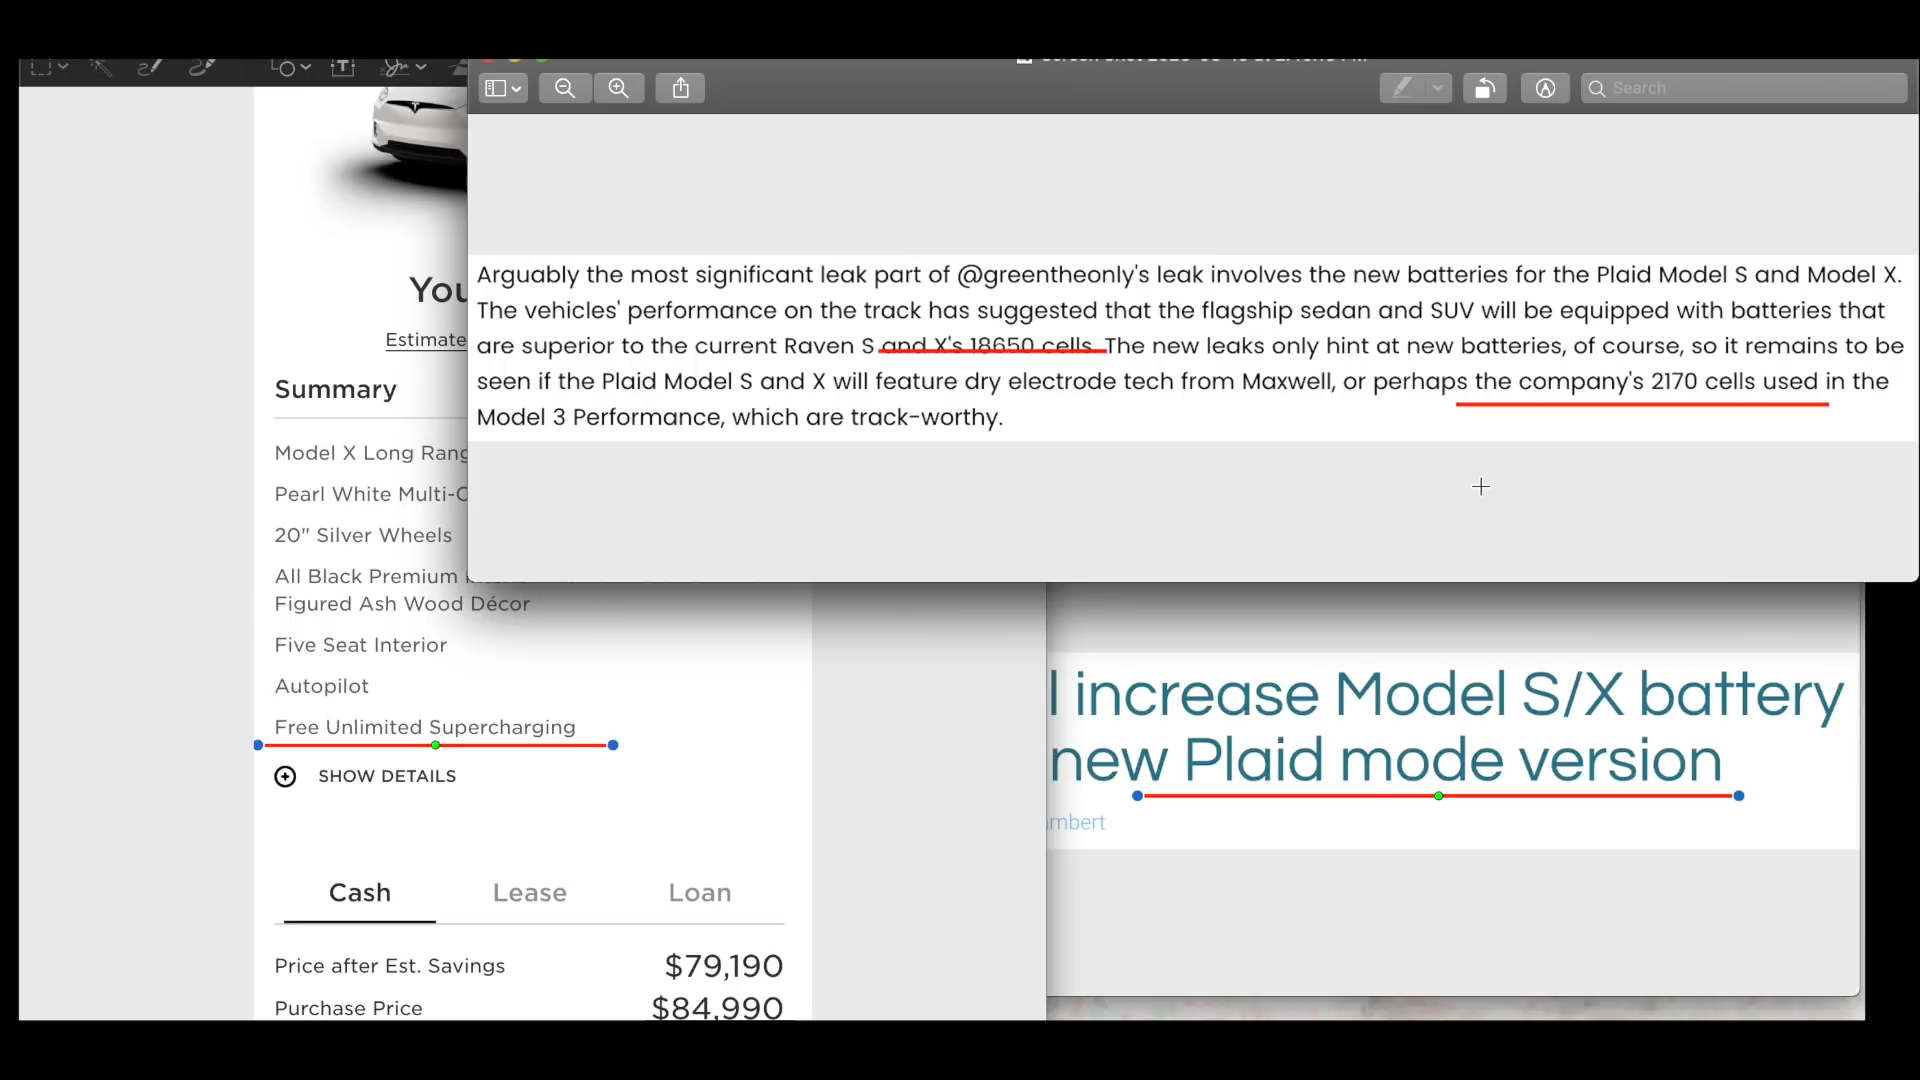 Search
Arguably the most significant leak part of @greentheonly's leak involves the new batteries for the Plaid Model S and Model X.
The vehicles' performance on the track has suggested that the flagship sedan and SUV will be equipped with batteries that
are superior to the current Raven S and X's 18650 cells. The new leaks only hint at new batteries, of course, so it remains to be
seen if the Plaid Model S and X will feature dry electrode tech from Maxwell, or perhaps the company's 2170 cells used in the
Model 3 Performance, which are track-worthy.
You
Estimate
Summary
Model X Long Rang
Pearl White Multi-C
20" Silver Wheels
All Black Premium
Figured Ash Wood Décor
Five Seat Interior
Autopilot
Free Unlimited Supercharging
SHOW DETAILS
Cash Lease Loan
Price after Est. Savings $79,190
Purchase Price $84,990
l increase Model S/X battery
new Plaid mode version
mbert